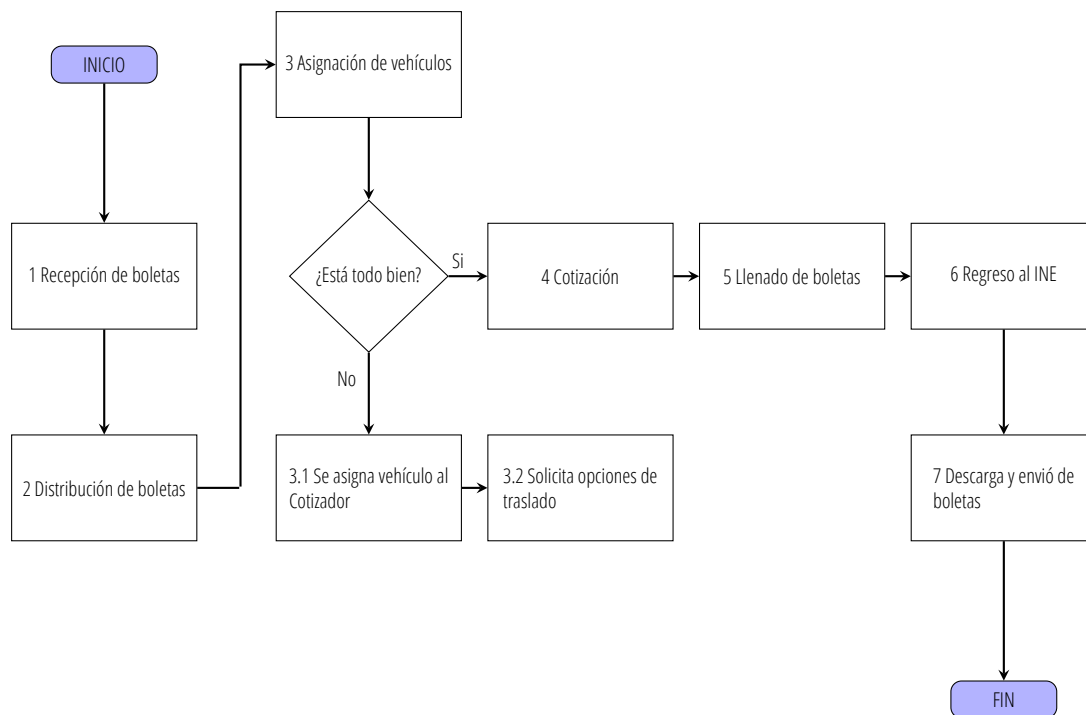 INICIO
1 Recepción de boletas
2 Distribución de boletas
3 Asignación de vehículos
¿Está todo bien?
Si
No
3.1 Se asigna vehículo al
Cotizador
3.2 Solicita opciones de
traslado
4 Cotización
5 Llenado de boletas
6 Regreso al INE
7 Descarga y envió de
boletas
FIN